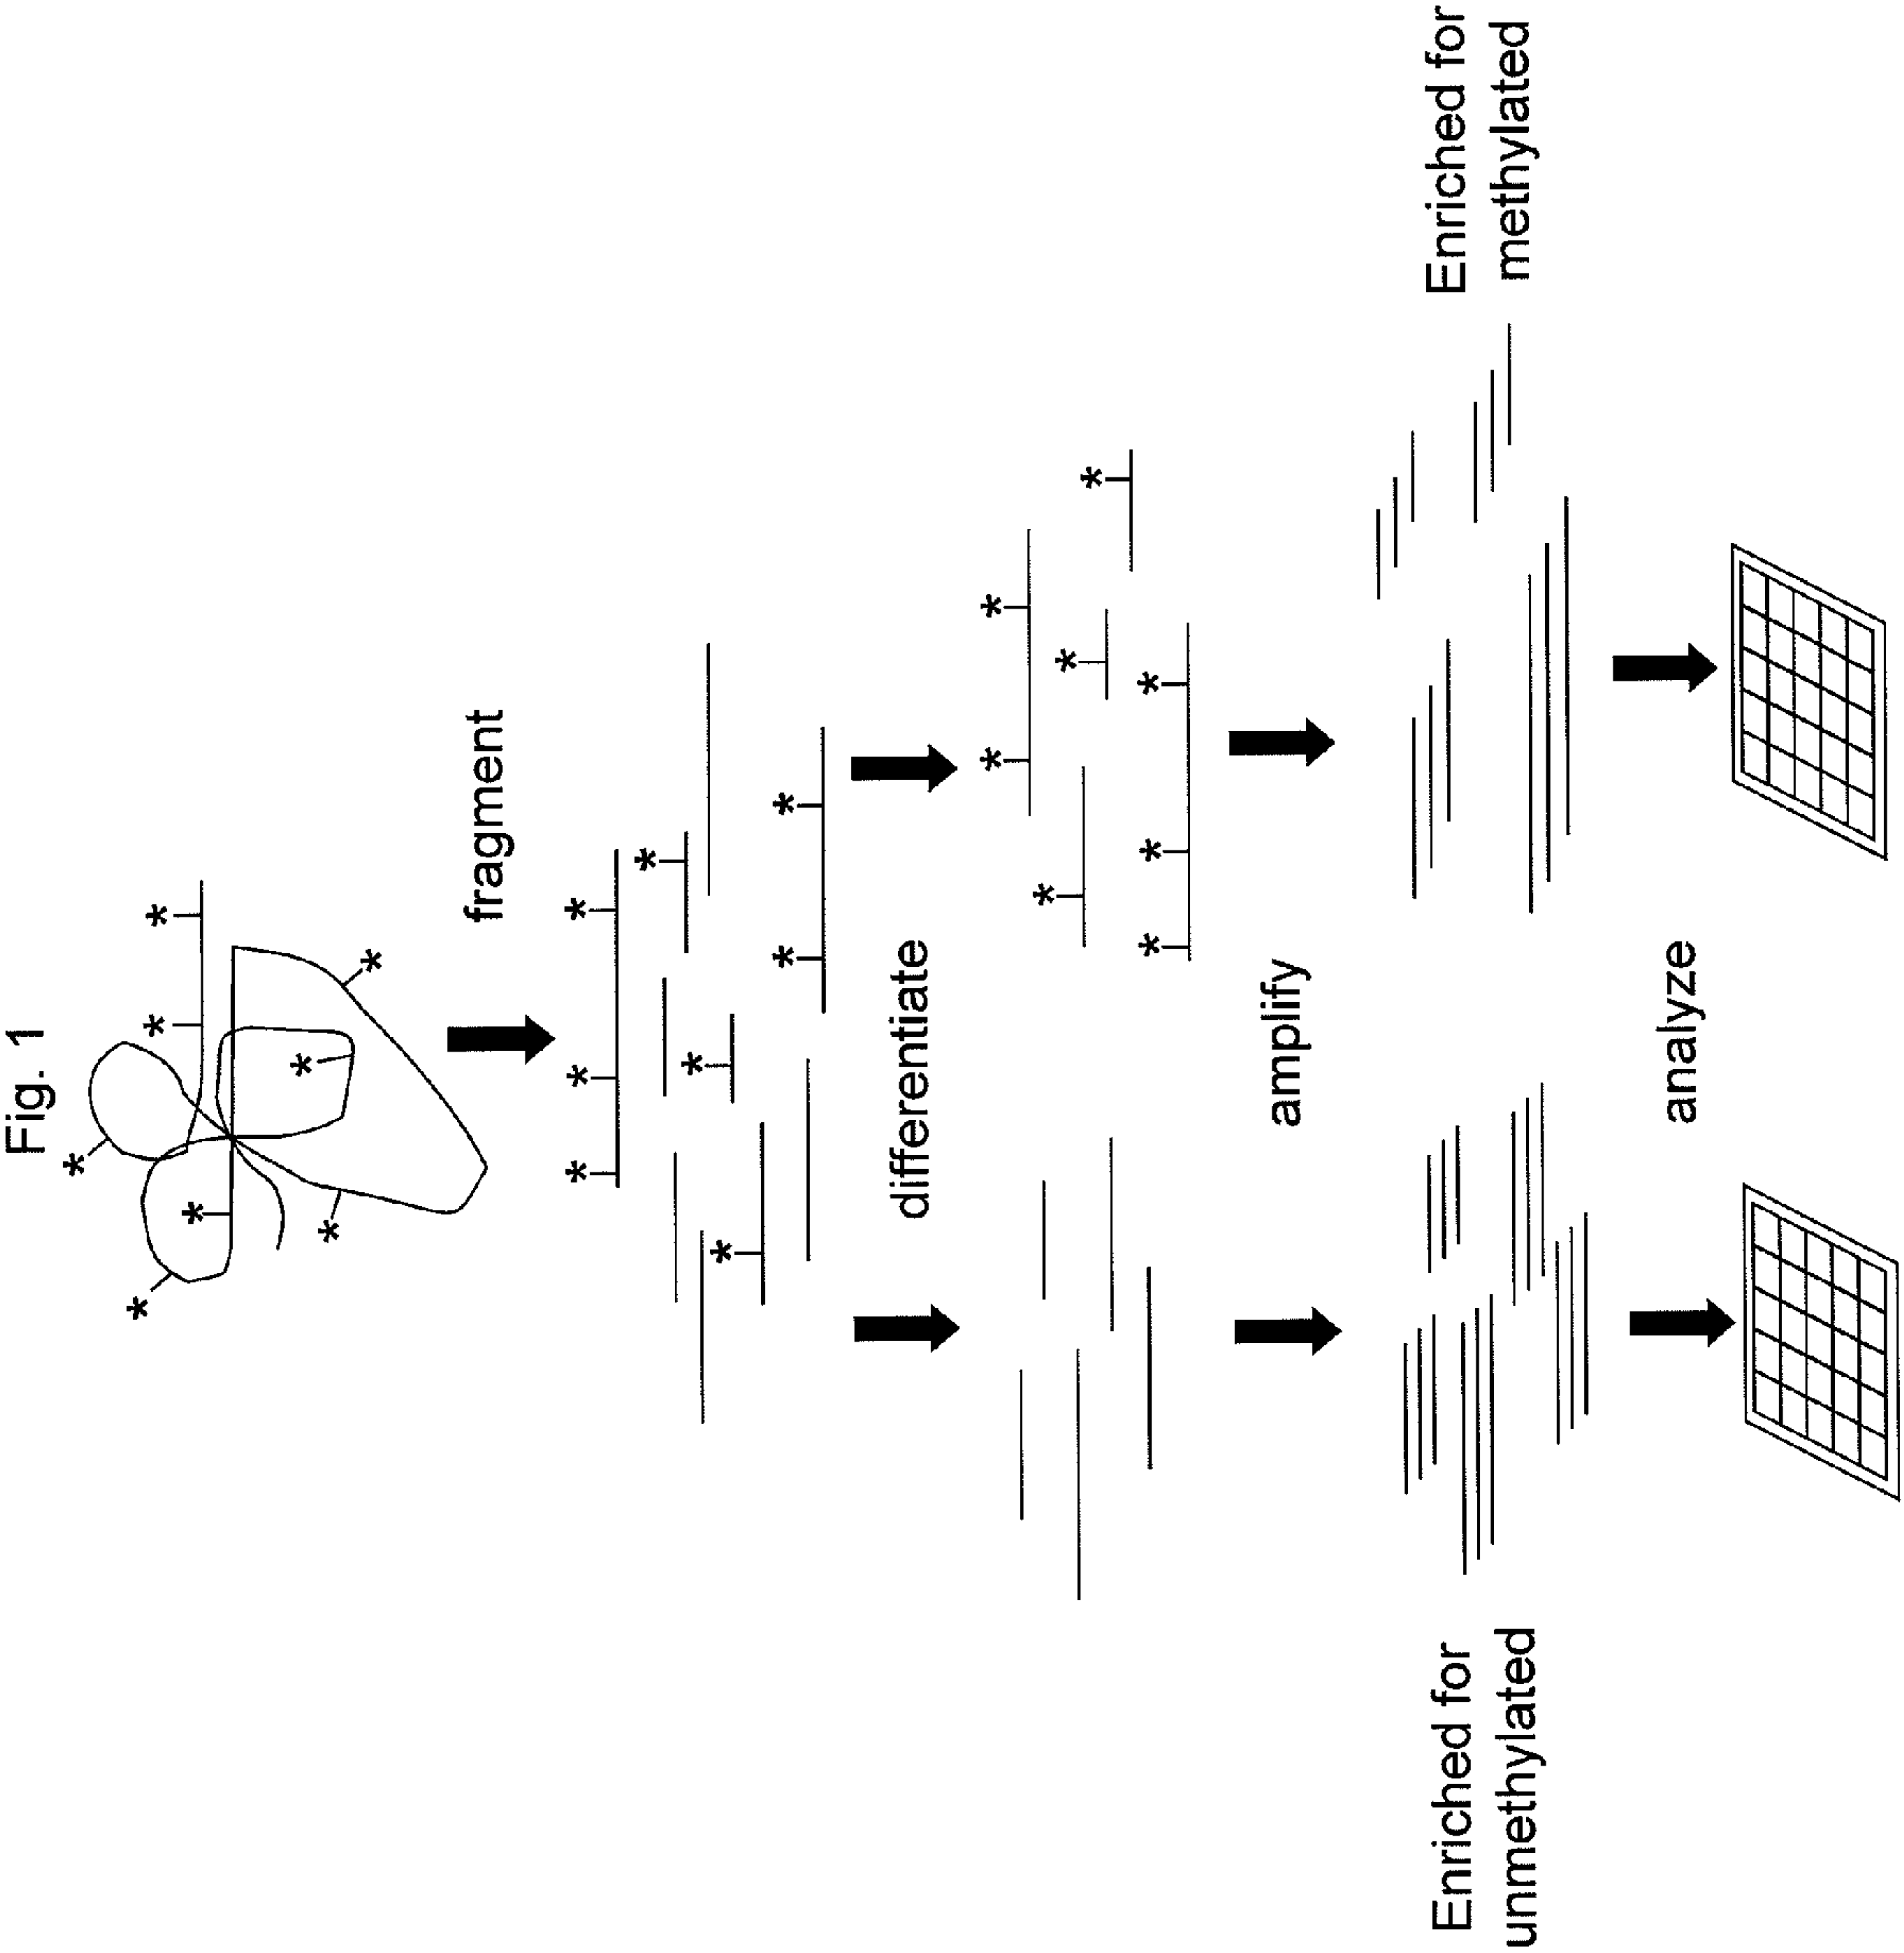 Fig. 1
fragment
differentiate
amplify
Enriched for
unmethylated
Enriched for
methylated
analyze